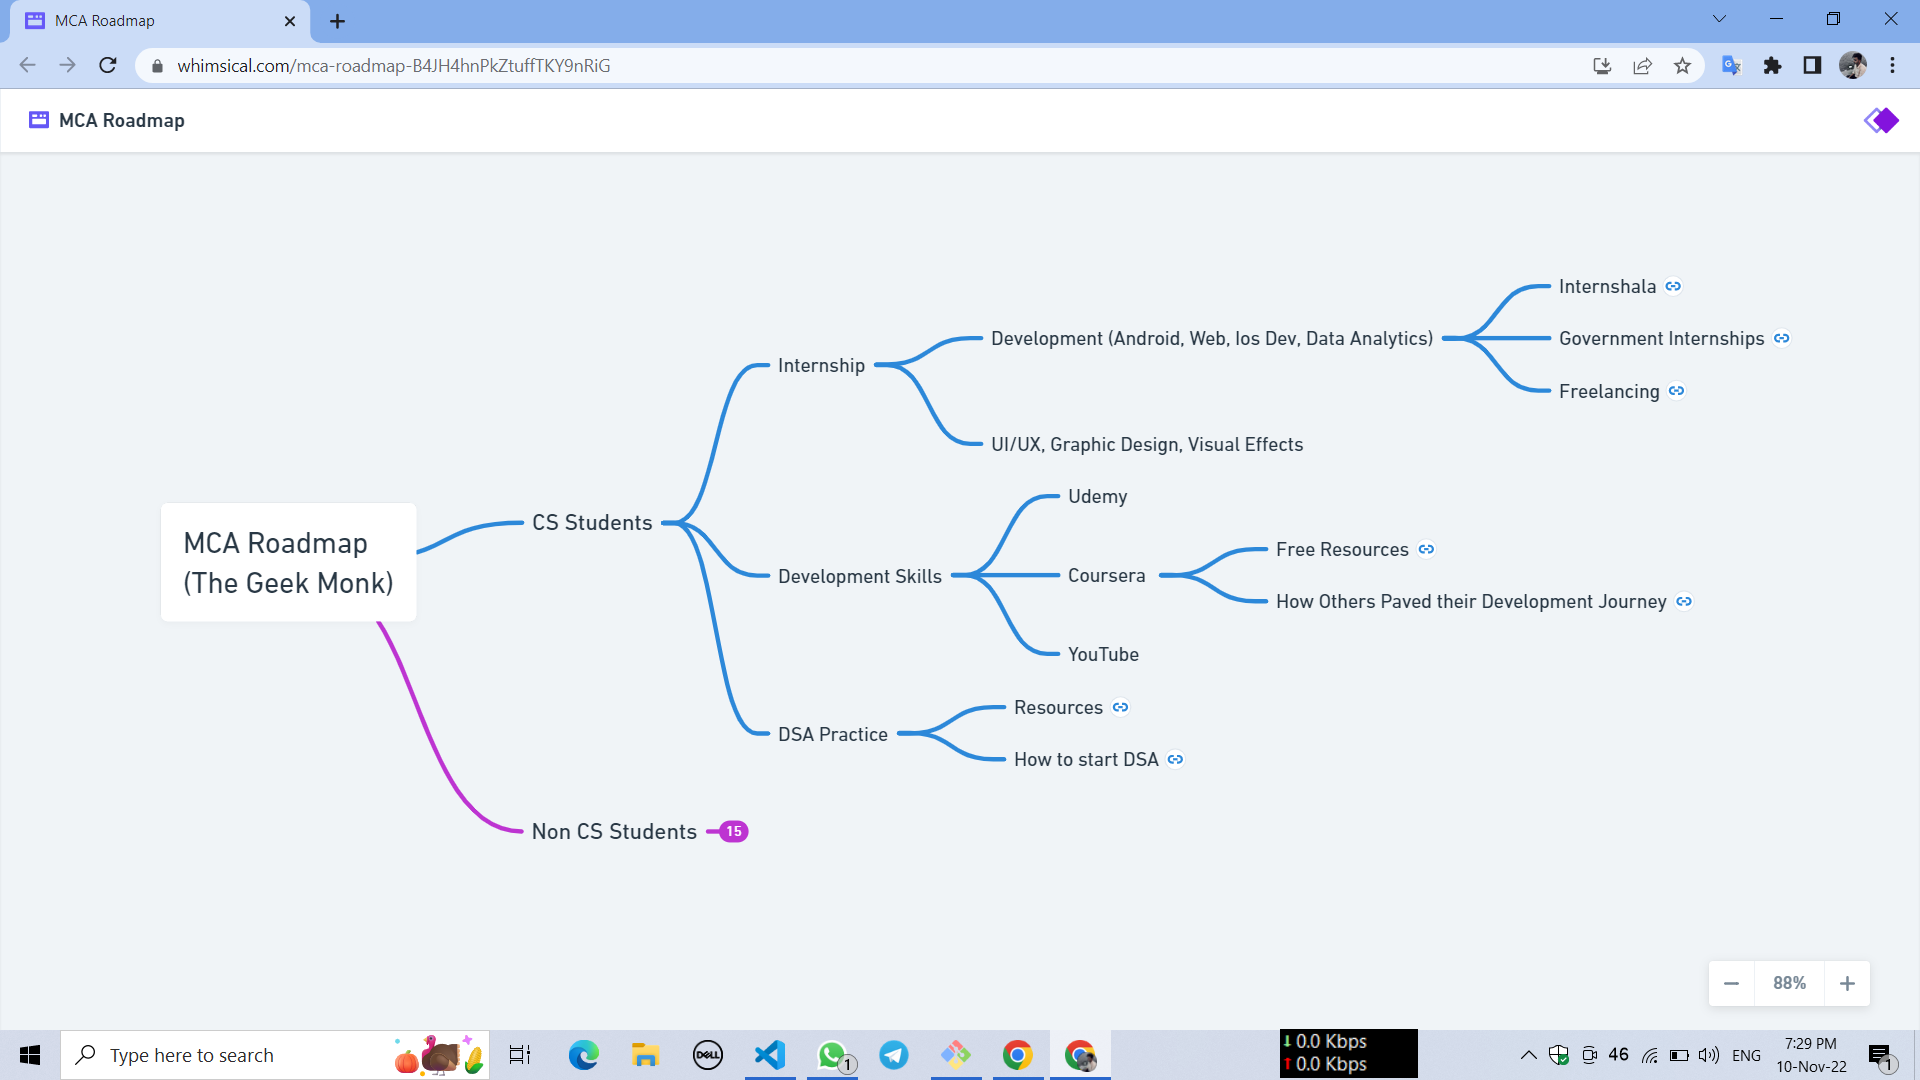 MCA Roadmap
whimsical.com/mca-roadmap-B4JH4hnPkZtuffTKY9nRiG
MCA Roadmap
Internshala
Development (Android, Web, Ios Dev, Data Analytics)
Government Internships
Internship
Freelancing
UI/UX, Graphic Design, Visual Effects
Udemy
CS Students
MCA Roadmap
(The Geek Monk)
Free Resources
Development Skills
Coursera
How Others Paved their Development Journey
YouTube
Resources
DSA Practice
How to start DSA
Non CS Students
15
88%
Type here to search
DELL
1
0.0 Kbps
0.0 Kbps
46
ENG
7:29 PM
10-Nov-22
1